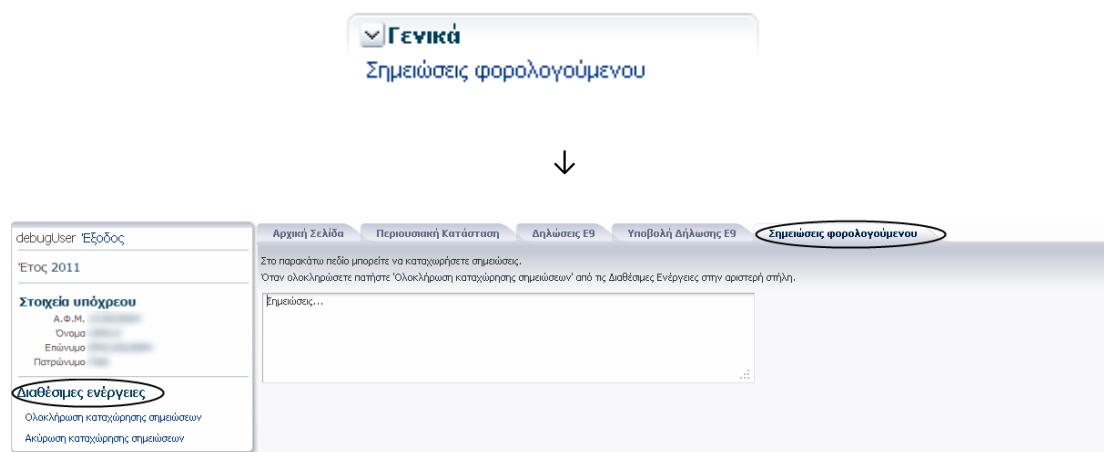 Γενικά
Σημειώσεις φορολογούμενου
↓
debugUser Έξοδος
Έτος 2011
Στοιχεία υπόχρεου
Α.Φ.Μ.
Όνομα
Επώνυμο
Πατρώνυμο
Διαθέσιμες ενέργειες
Ολοκλήρωση καταχώρησης σημειώσεων
Ακύρωση καταχώρησης σημειώσεων
Αρχική Σελίδα Περιουσιακή Κατάσταση Δηλώσεις Ε9 Υποβολή Δήλωσης Ε9 Σημειώσεις φορολογούμενου
Στο παρακάτω πεδίο μπορείτε να καταχωρήσετε σημειώσεις.
Όταν ολοκληρώσετε πατήστε 'Ολοκλήρωση καταχώρησης σημειώσεων' από τις Διαθέσιμες Ενέργειες στην αριστερή στήλη.
Σημειώσεις...